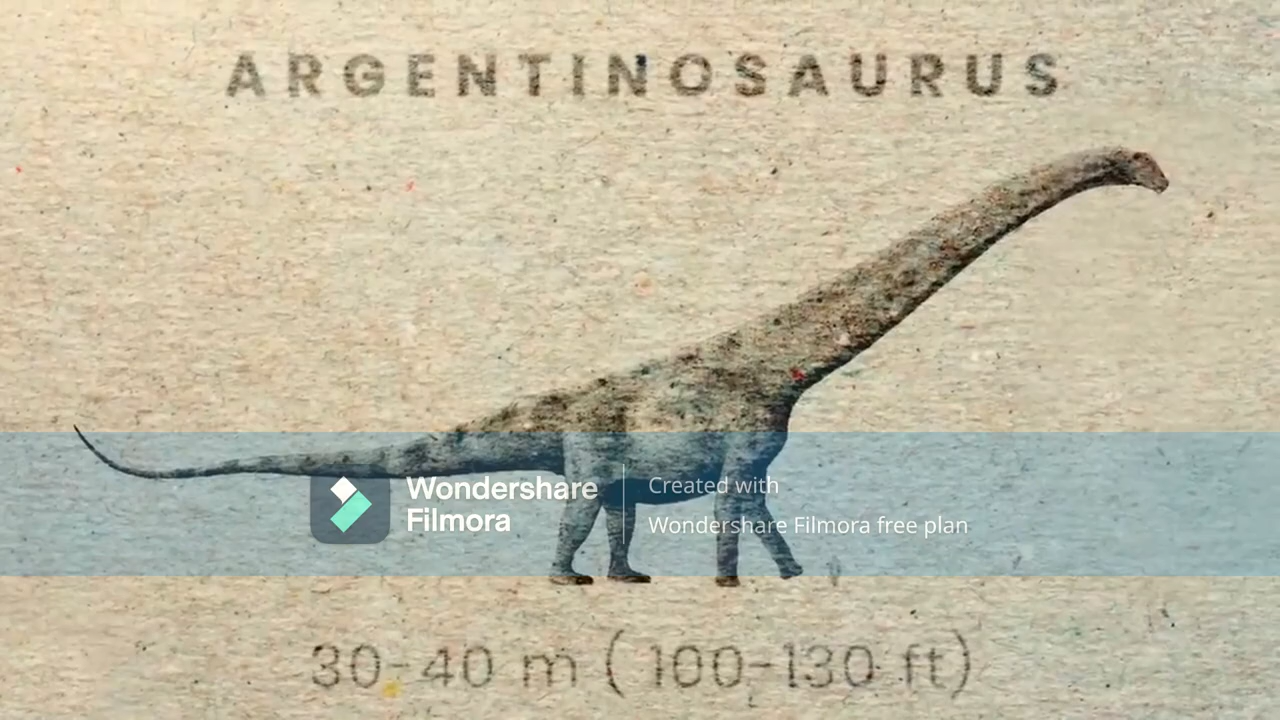 ARGENTINOSAURUS
Wondershare
Filmora
Created with
Wondershare Filmora free plan
30-40 m (100-130 ft)